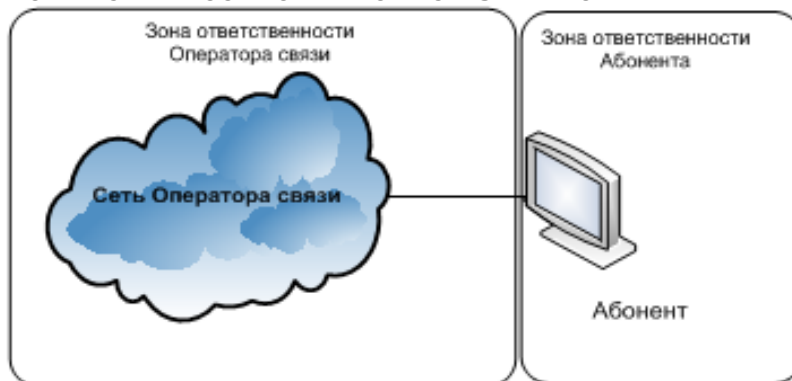 Зона ответственности
Оператора связи
Зона ответственности
Абонента
Сеть Оператора связи
Абонент